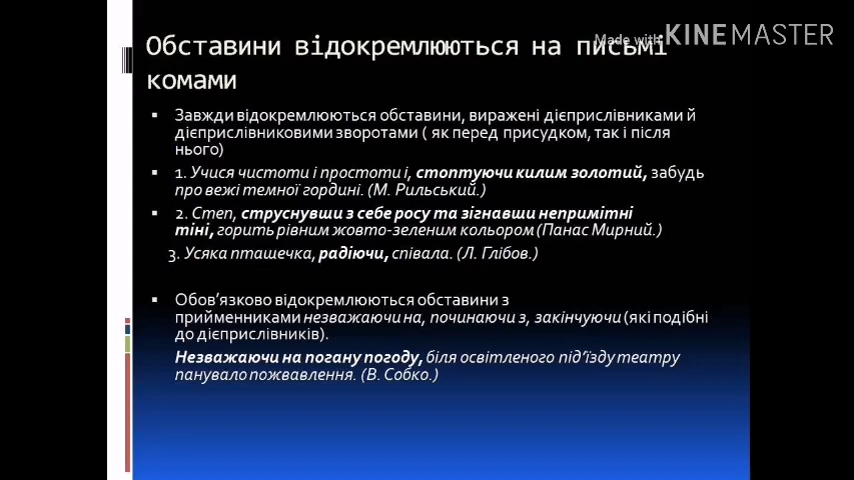 Обставини відокремлюються на письмі
Made with KINEMASTER
комами
Завжди відокремлюються обставини, виражені дієприслівниками й
дієприслівниковими зворотами ( як перед присудком, так і після
нього)
1. Учися чистоти і простоти і, стоптуючи килим золотий, забудь
про вежі темної гордині. (М. Рильський.)
2. Степ, струснувши з себе росу та зігнавши непримітні
тіні, горить рівним жовто-зеленим кольором (Панас Мирний.)
3. Усяка пташечка, радіючи, співала. (Л. Глібов.)
Обов’язково відокремлюються обставини з
прийменниками незважаючи на, починаючи з, закінчуючи (які подібні
до дієприслівників).
Незважаючи на погану погоду, біля освітленого під’їзду театру
панувало пожвавлення. (В. Собко.)